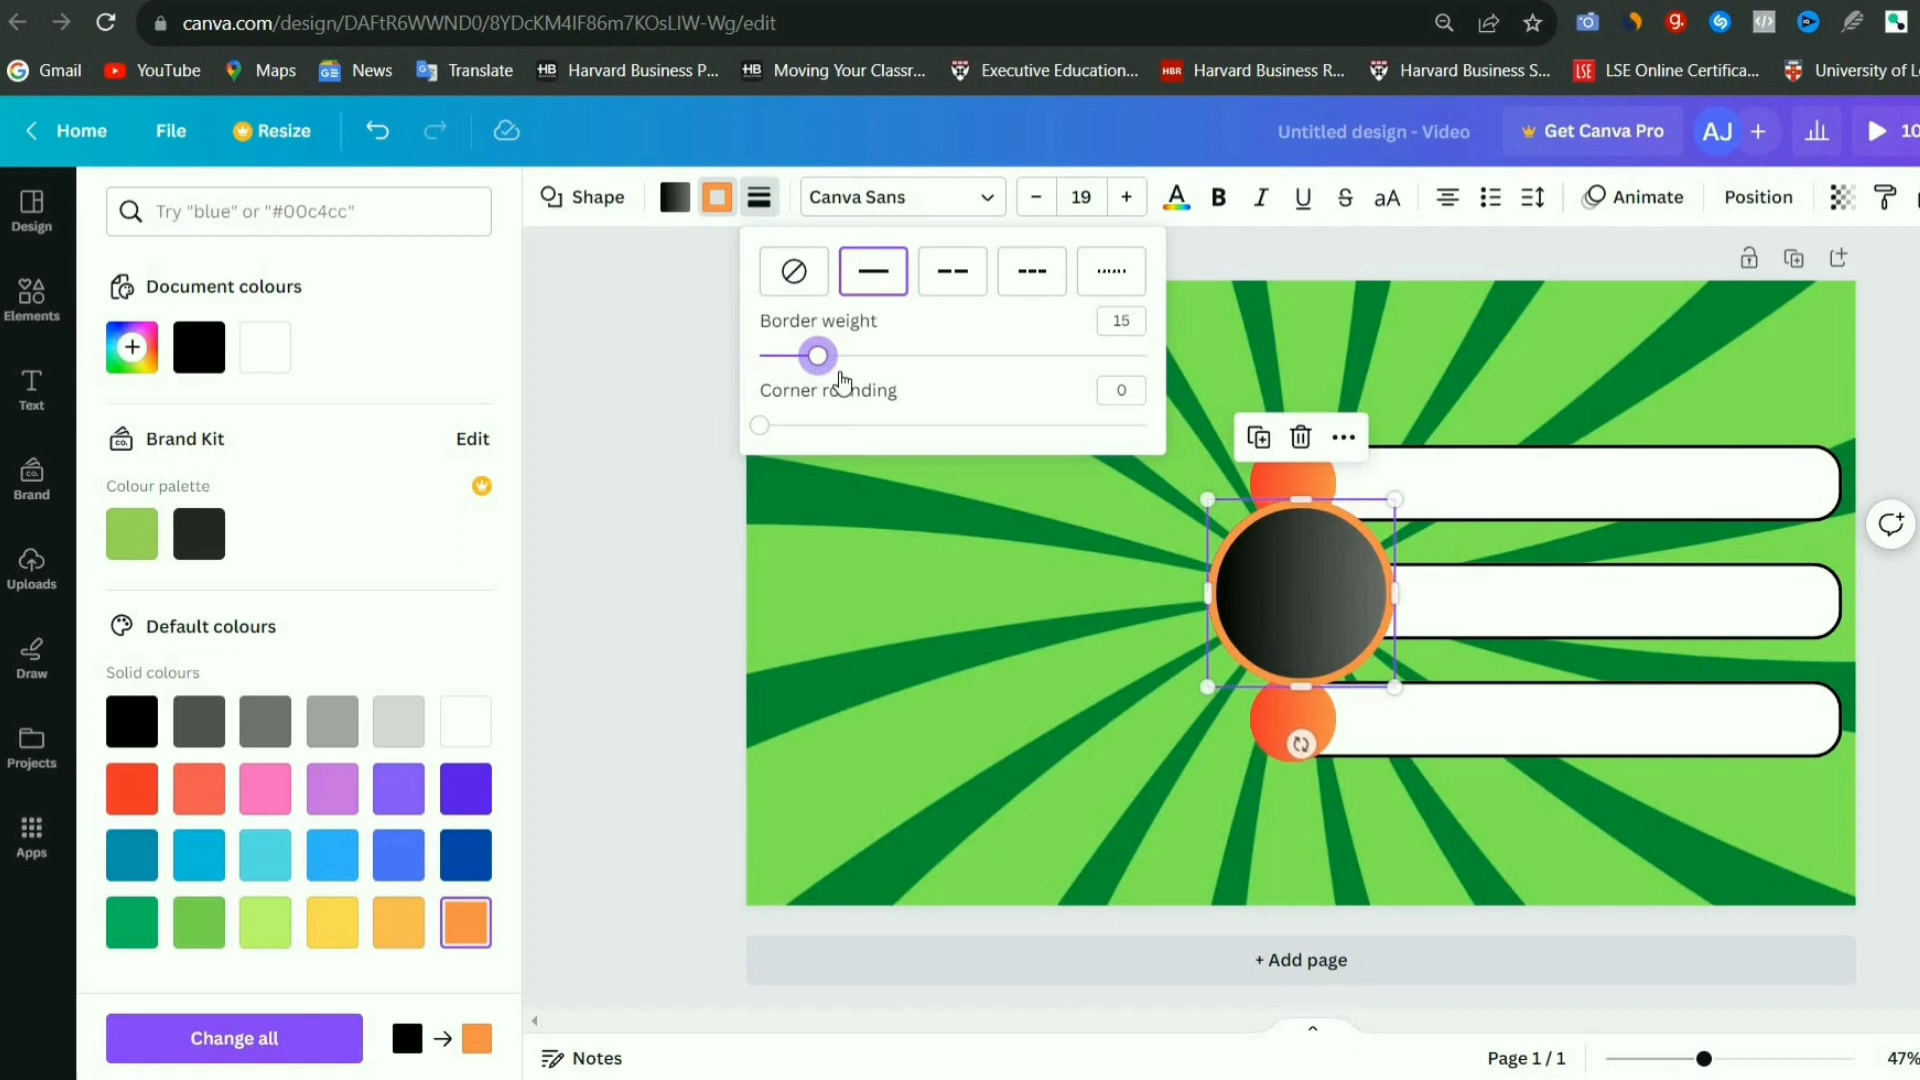 canva.com/design/DAFtR6WWND0/8YDcKM4IF86m7KOsLIW-Wg/edit
Gmail YouTube Maps News Translate Harvard Business P... Moving Your Classr... Executive Education... Harvard Business R... Harvard Business S... LSE Online Certifica... University of L
Home File Resize Untitled design - Video Get Canva Pro AJ + 10
Shape Canva Sans - 19 + A B I U S aA Animate Position
Design
Elements
Text
Brand
Uploads
Draw
Projects
Apps
Try "blue" or "#00c4cc"
Document colours
Brand Kit Edit
Colour palette
Default colours
Solid colours
Change all
Border weight 15
Corner rounding 0
+ Add page
Notes
Page 1 / 1 47%